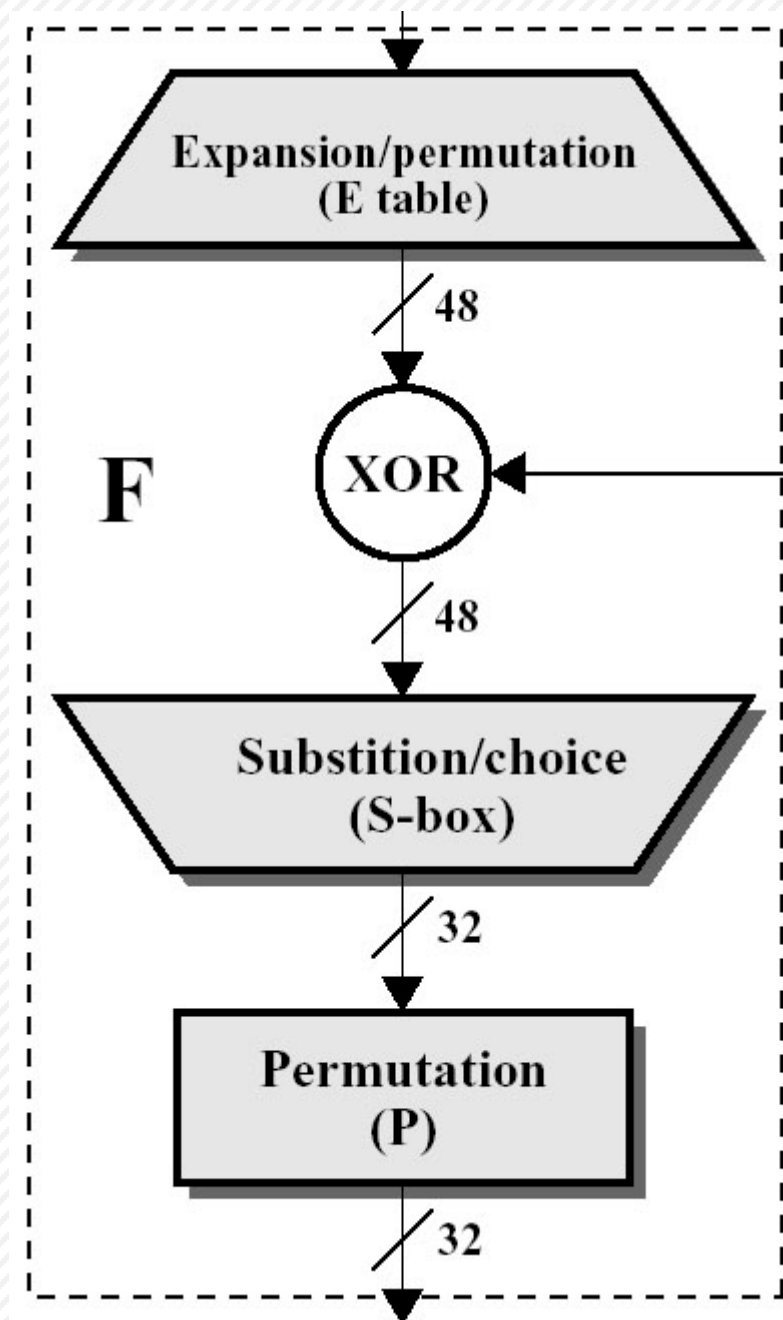 Expansion/permutation
(E table)
48
F
XOR
48
Substition/choice
(S-box)
32
Permutation
(P)
32